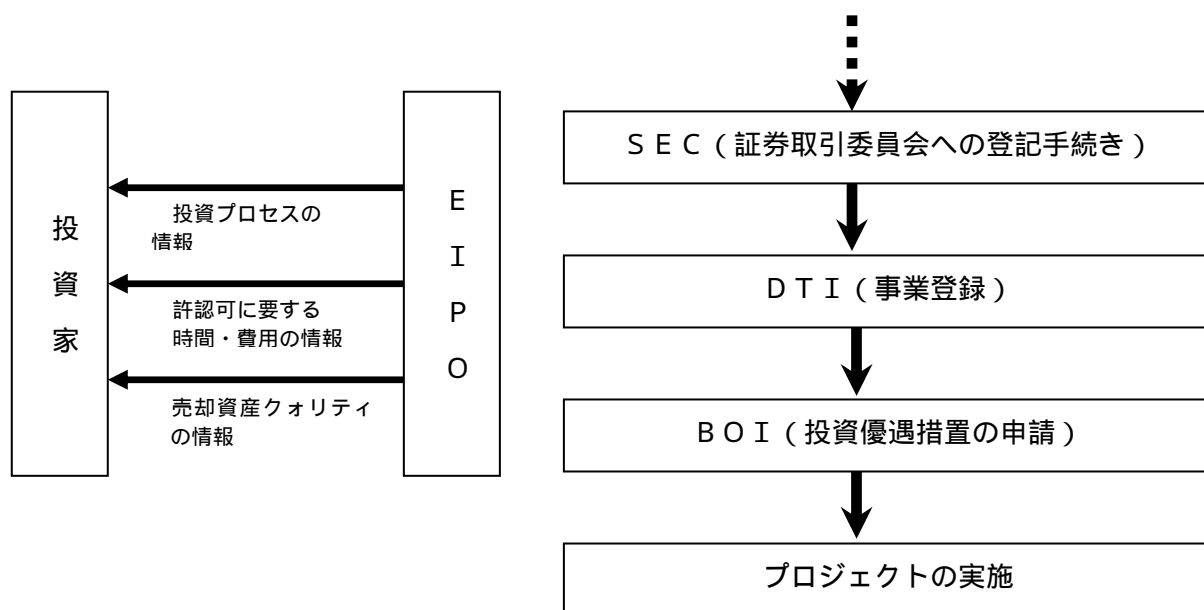 投資家
投資プロセスの
情報
許認可に要する
時間・費用の情報
売却資産クォリティ
の情報
ＥＩＰＯ
ＳＥＣ（証券取引委員会への登記手続き）
ＤＴＩ（事業登録）
ＢＯＩ（投資優遇措置の申請）
プロジェクトの実施